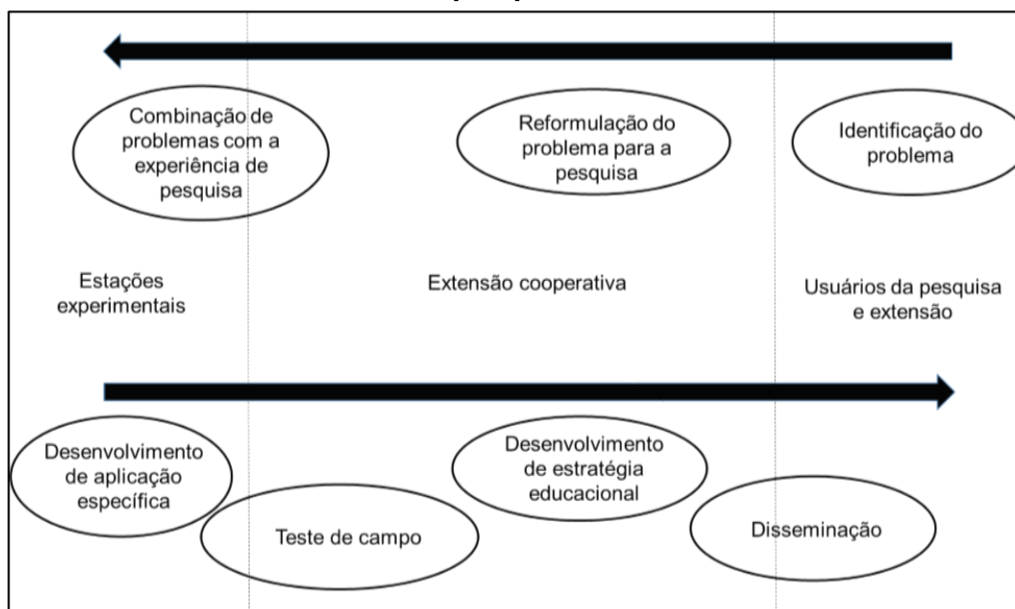 Combinação de
problemas com a
experiência de
pesquisa
Reformulação do
problema para a
pesquisa
Identificação do
problema
Estações
experimentais
Extensão cooperativa
Usuários da pesquisa
e extensão
Desenvolvimento
de aplicação
específica
Teste de campo
Desenvolvimento
de estratégia
educacional
Disseminação